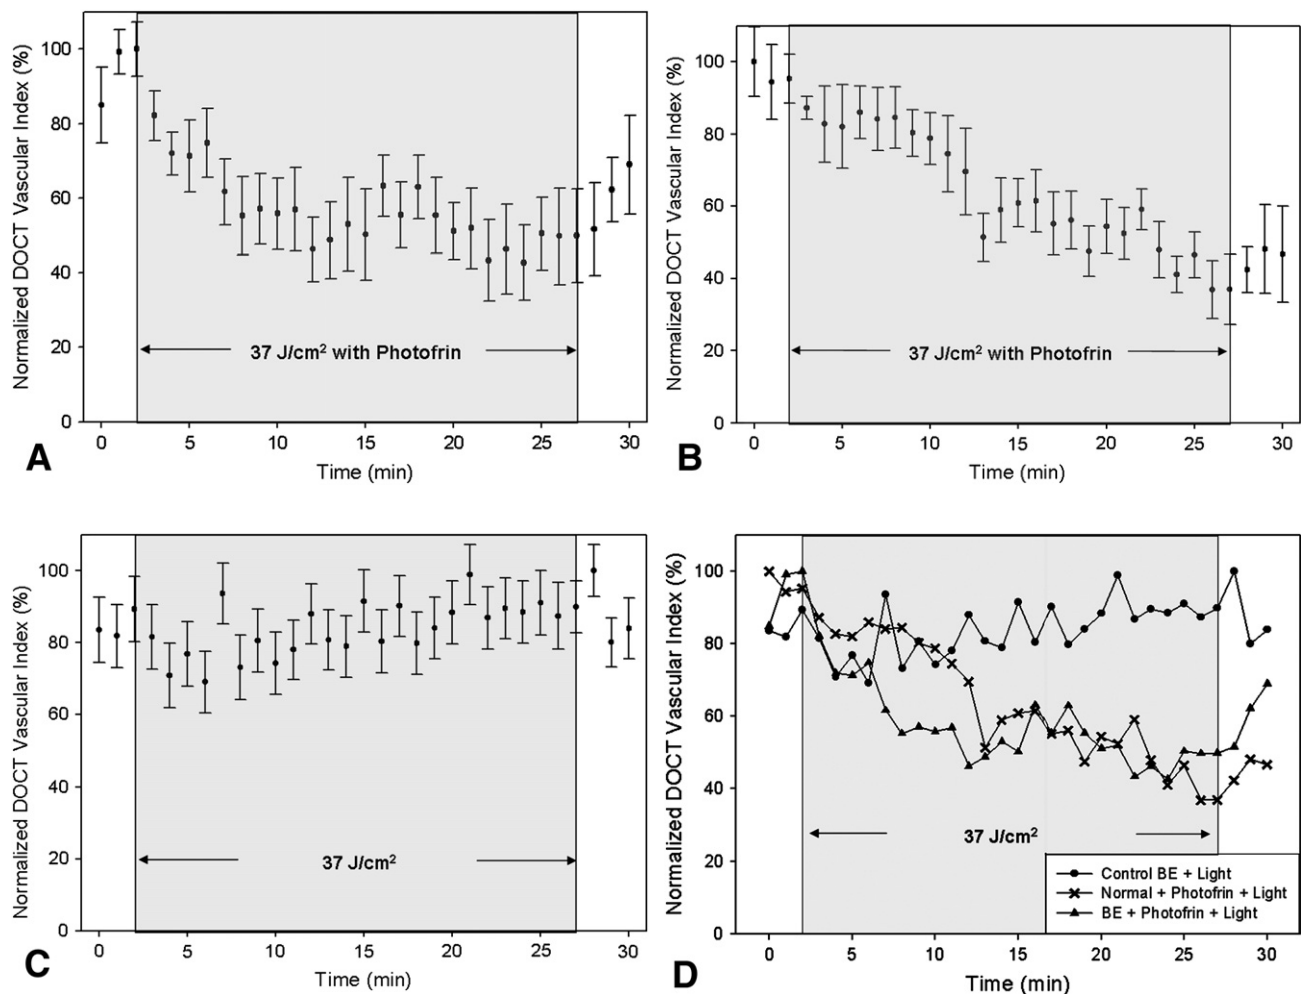 Normalized DOCT Vascular Index (%)
100
80
60
40
20
0
37 J/cm² with Photofrin
0 5 10 15 20 25 30
Time (min)
A
Normalized DOCT Vascular Index (%)
100
80
60
40
20
0
37 J/cm² with Photofrin
0 5 10 15 20 25 30
Time (min)
B
Normalized DOCT Vascular Index (%)
100
80
60
40
20
0
37 J/cm²
0 5 10 15 20 25 30
Time (min)
C
Normalized DOCT Vascular Index (%)
100
80
60
40
20
0
37 J/cm²
Control BE + Light
Normal + Photofrin + Light
BE + Photofrin + Light
0 5 10 15 20 25 30
Time (min)
D